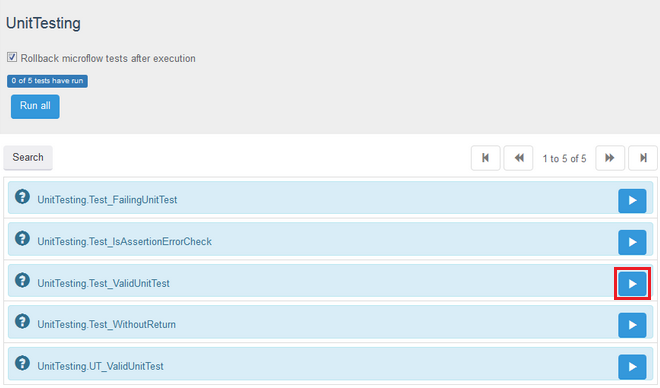 UnitTesting
Rollback microflow tests after execution
0 of 5 tests have run
Run all
Search
1 to 5 of 5
UnitTesting.Test_FailingUnitTest
UnitTesting.Test_IsAssertionErrorCheck
UnitTesting.Test_ValidUnitTest
UnitTesting.Test_WithoutReturn
UnitTesting.UT_ValidUnitTest